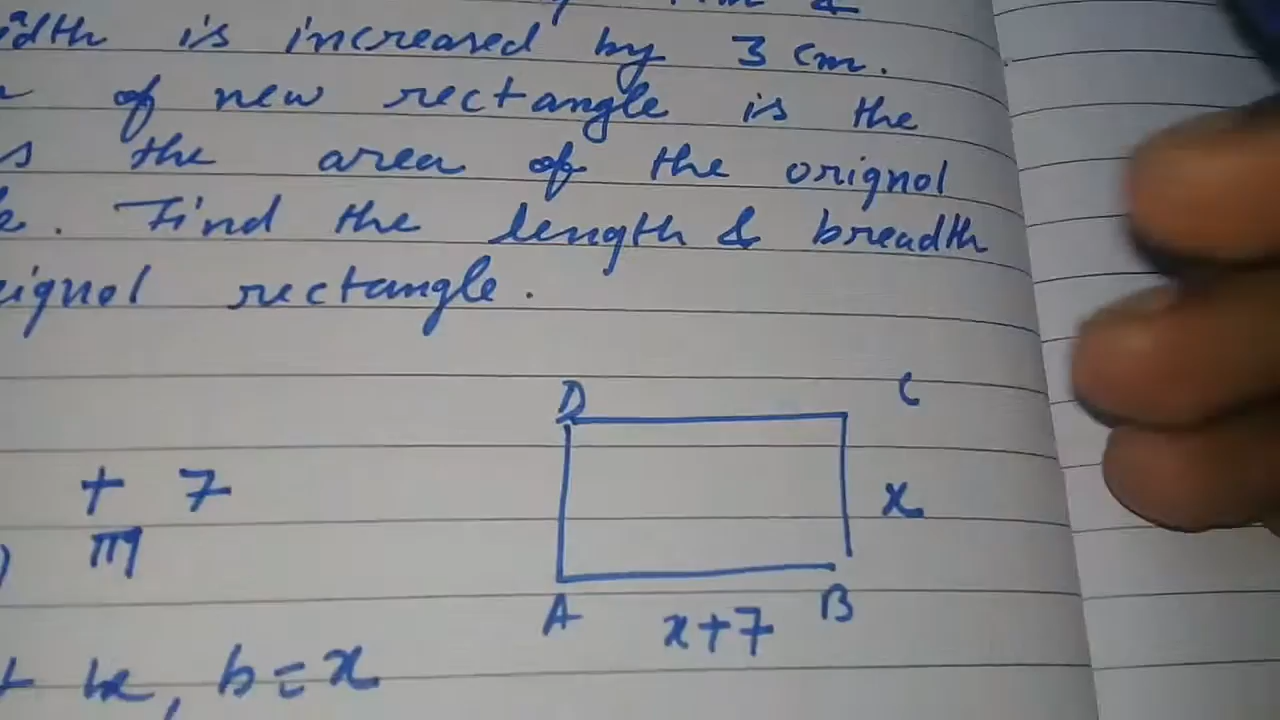 is increased by 3 cm.
of new rectangle is the
the area of the orignol
. Find the length & breadth
rectangle.
D C
+ 7
x
A x+7 B
, b = x